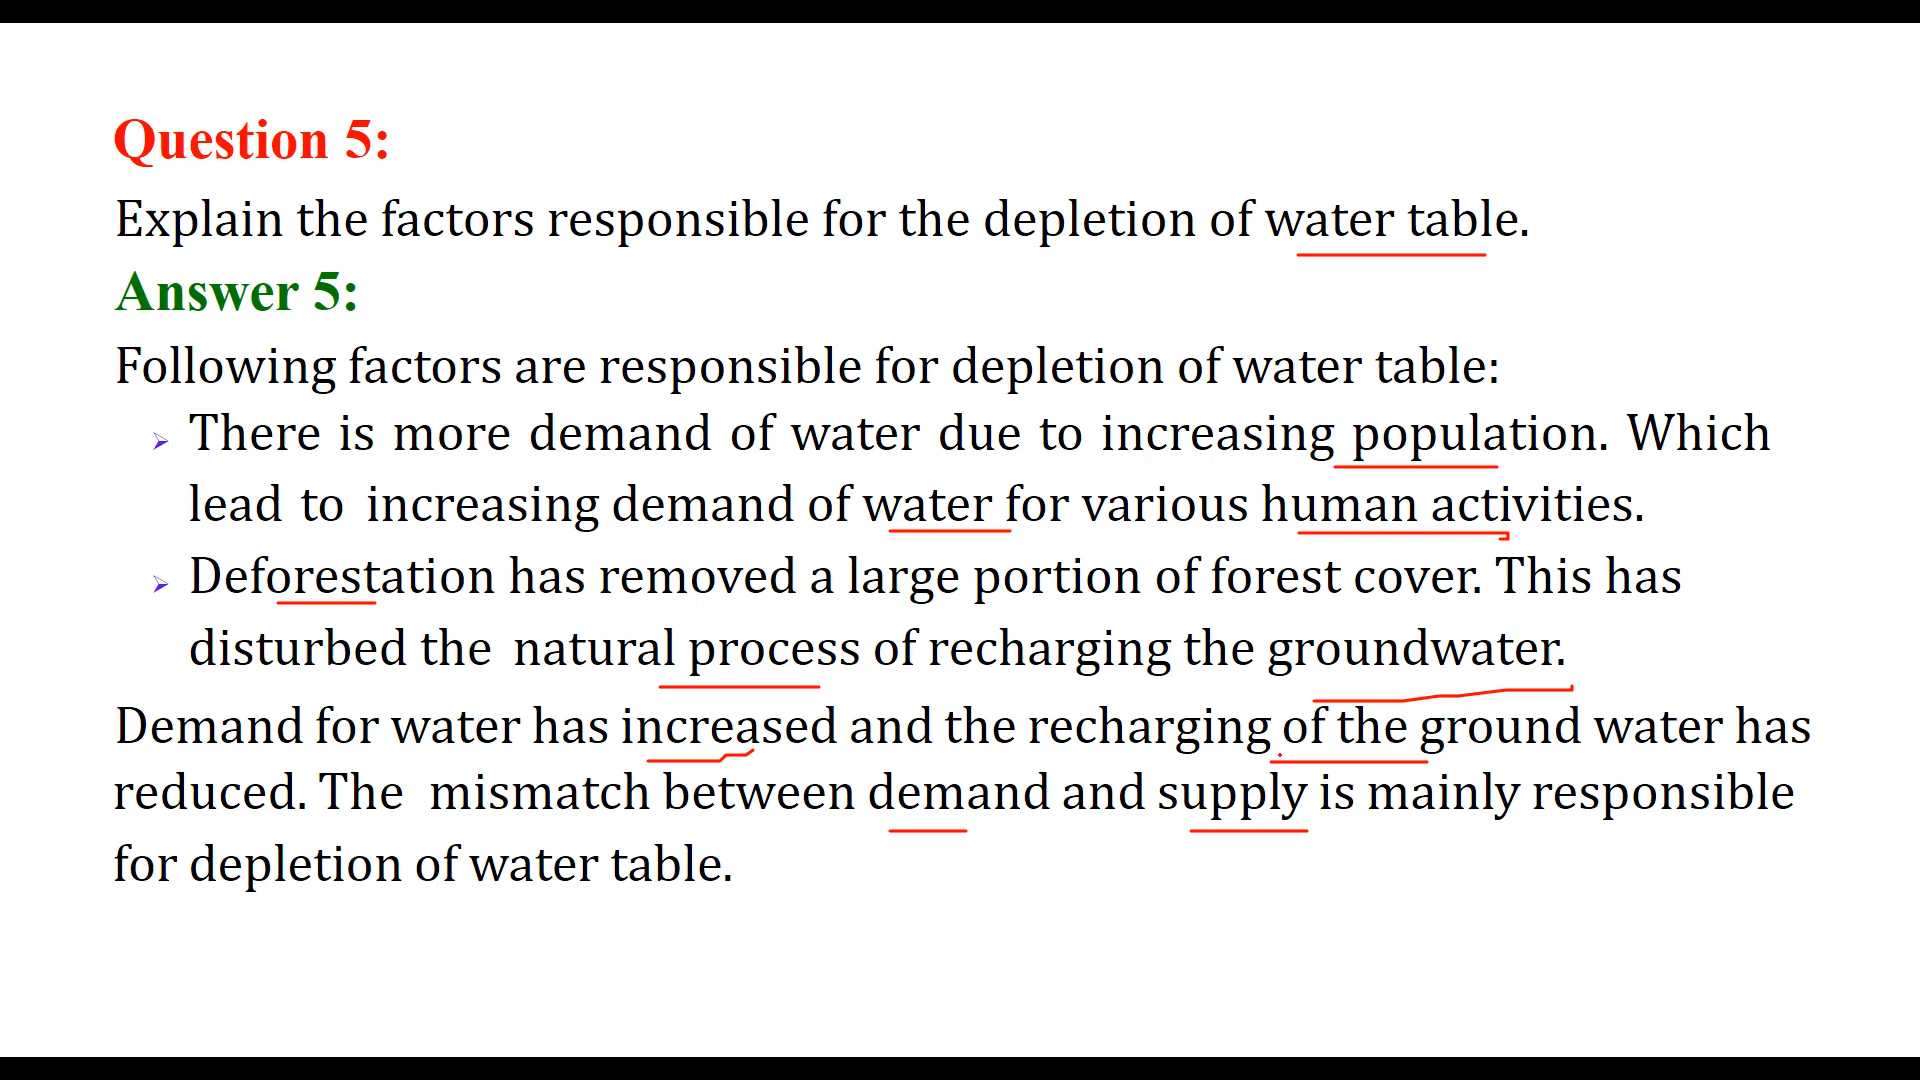 Question 5:
Explain the factors responsible for the depletion of water table.
Answer 5:
Following factors are responsible for depletion of water table:
➢ There is more demand of water due to increasing population. Which
lead to increasing demand of water for various human activities.
➢ Deforestation has removed a large portion of forest cover. This has
disturbed the natural process of recharging the groundwater.
Demand for water has increased and the recharging of the ground water has
reduced. The mismatch between demand and supply is mainly responsible
for depletion of water table.